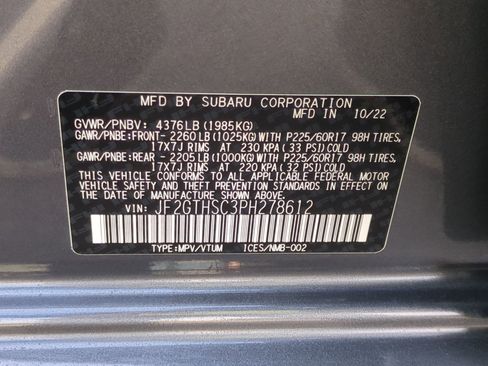 MFD BY SUBARU CORPORATION
MFD IN 10/22
GVWR/PNBV: 4376LB(1985KG)
GAWR/PNBE:FRONT- 2260LB(1025KG)WITH P225/60R17 98H TIRES,
17X7J RIMS AT 230 KPA(33 PSI)COLD
GAWR/PNBE:REAR - 2205LB(1000KG)WITH P225/60R17 98H TIRES,
17X7J RIMS AT 220 KPA(32 PSI)COLD
THIS VEHICLE CONFORMS TO ALL APPLICABLE FEDERAL MOTOR
VEHICLE SAFETY, BUMPER, AND THEFT PREVENTION
STANDARDS IN EFFECT ON THE DATE OF
MANUFACTURE SHOWN ABOVE.
JF2GTHSC3PH278612
TYPE:MPV/VTUM ICES/NMB-002